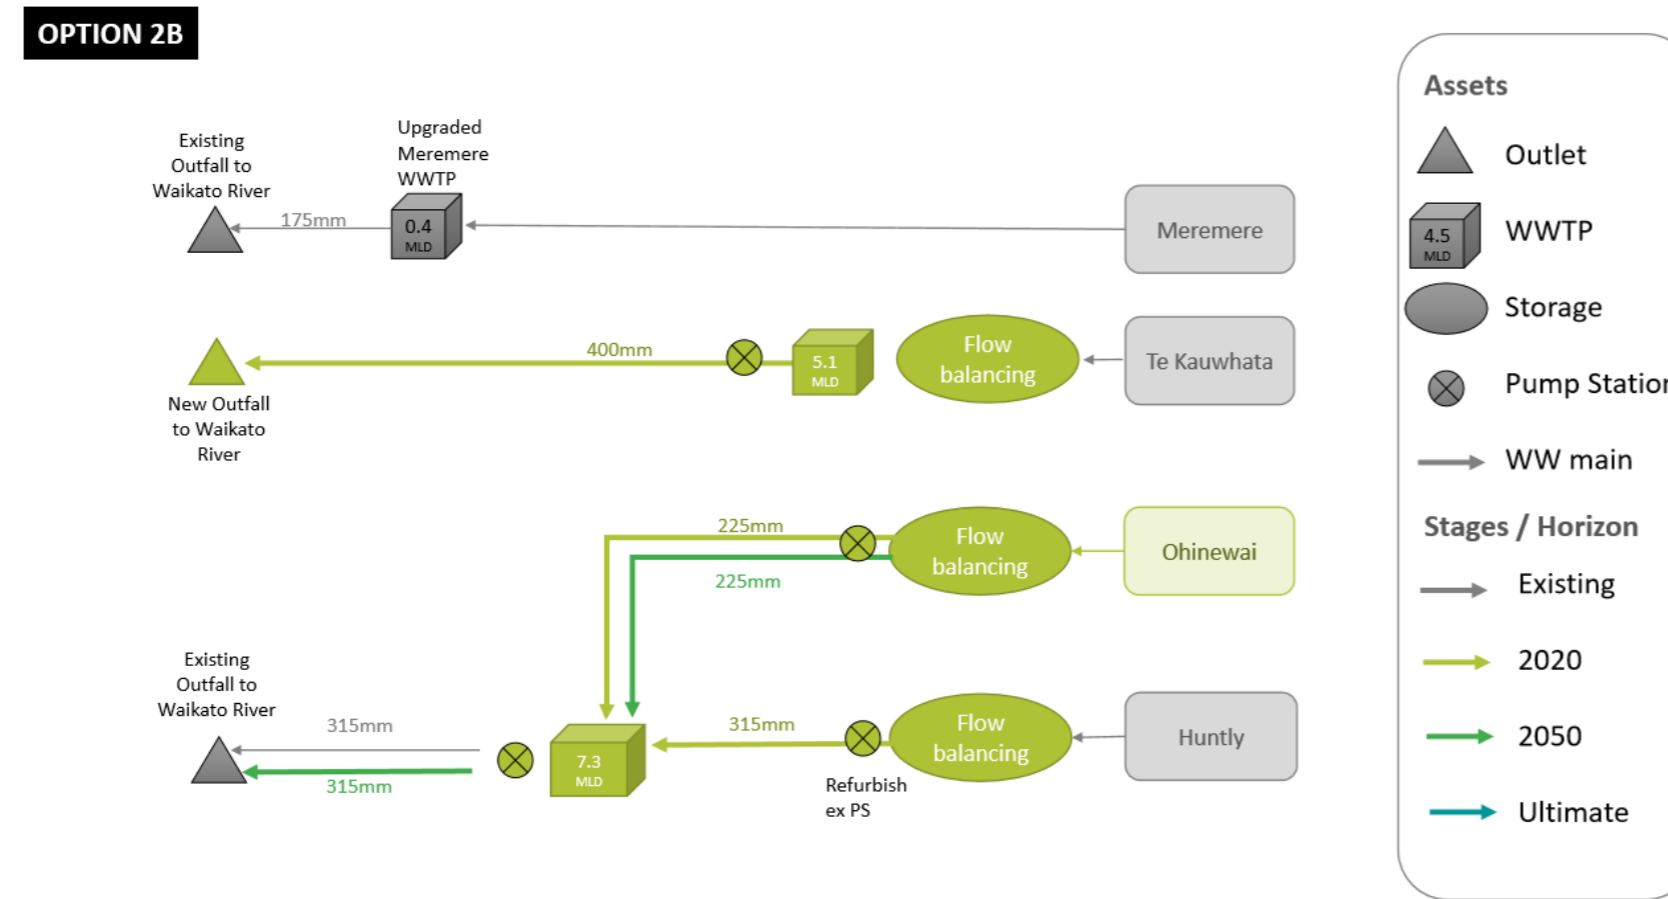 OPTION 2B
Existing
Outfall to
Waikato River
175mm
Upgraded
Meremere
WWTP
0.4
MLD
Meremere
New Outfall
to Waikato
River
400mm
5.1
MLD
Flow
balancing
Te Kauwhata
225mm
225mm
Flow
balancing
Ohinewai
Existing
Outfall to
Waikato River
315mm
315mm
7.3
MLD
315mm
Refurbish
ex PS
Flow
balancing
Huntly
Assets
Outlet
4.5
MLD
WWTP
Storage
Pump Station
WW main
Stages / Horizon
Existing
2020
2050
Ultimate